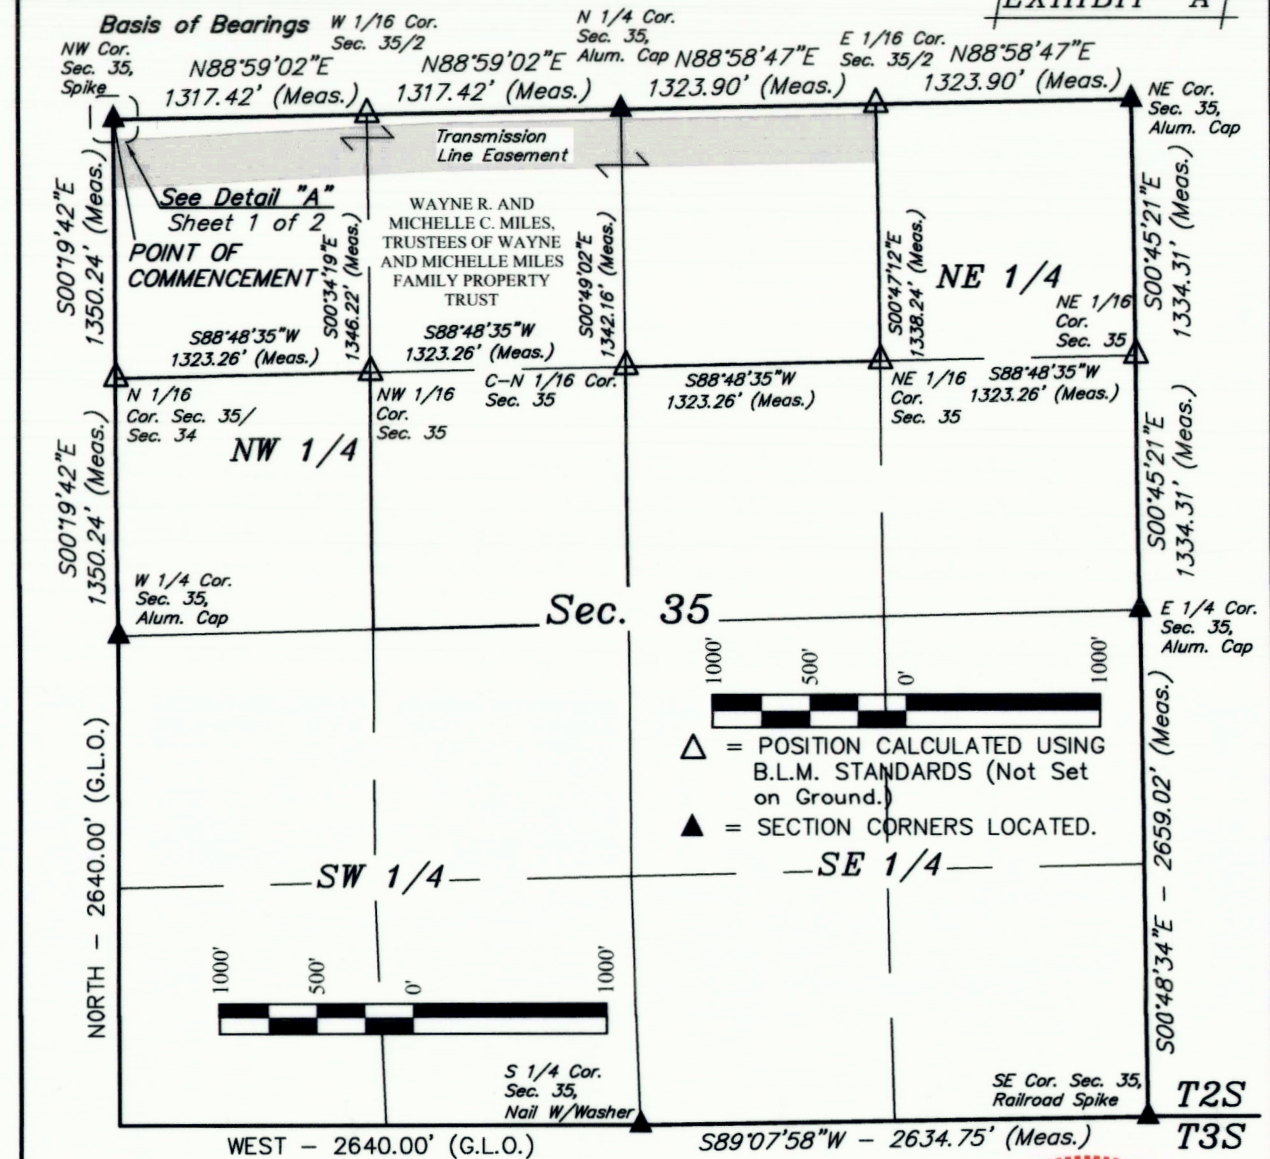 EXHIBIT "A"
Basis of Bearings
W 1/16 Cor.
Sec. 35/2
N 1/4 Cor.
Sec. 35,
Alum. Cap
E 1/16 Cor.
Sec. 35/2
NW Cor.
Sec. 35,
Spike
N88°59'02"E
1317.42' (Meas.)
N88°59'02"E
1317.42' (Meas.)
N88°58'47"E
1323.90' (Meas.)
N88°58'47"E
1323.90' (Meas.)
NE Cor.
Sec. 35,
Alum. Cap
Transmission
Line Easement
See Detail "A"
Sheet 1 of 2
POINT OF
COMMENCEMENT
WAYNE R. AND
MICHELLE C. MILES,
TRUSTEES OF WAYNE
AND MICHELLE MILES
FAMILY PROPERTY
TRUST
S00°19'42"E
1350.24' (Meas.)
S00°34'19"E
1346.22' (Meas.)
S00°49'02"E
1342.16' (Meas.)
S00°47'12"E
1338.24' (Meas.)
NE 1/4
S00°45'21"E
1334.31' (Meas.)
NE 1/16
Cor.
Sec. 35
S88°48'35"W
1323.26' (Meas.)
S88°48'35"W
1323.26' (Meas.)
S88°48'35"W
1323.26' (Meas.)
S88°48'35"W
1323.26' (Meas.)
N 1/16
Cor. Sec. 35/
Sec. 34
NW 1/16
Cor.
Sec. 35
C-N 1/16 Cor.
Sec. 35
NE 1/16
Cor.
Sec. 35
NW 1/4
S00°19'42"E
1350.24' (Meas.)
S00°45'21"E
1334.31' (Meas.)
W 1/4 Cor.
Sec. 35,
Alum. Cap
Sec. 35
E 1/4 Cor.
Sec. 35,
Alum. Cap
1000'
500'
0'
1000'
△ = POSITION CALCULATED USING
B.L.M. STANDARDS (Not Set
on Ground.)
▲ = SECTION CORNERS LOCATED.
NORTH - 2640.00' (G.L.O.)
S00°48'34"E - 2659.02' (Meas.)
SW 1/4
SE 1/4
1000'
500'
0'
1000'
S 1/4 Cor.
Sec. 35,
Nail W/Washer
SE Cor. Sec. 35,
Railroad Spike
T2S
T3S
WEST - 2640.00' (G.L.O.)
S89°07'58"W - 2634.75' (Meas.)